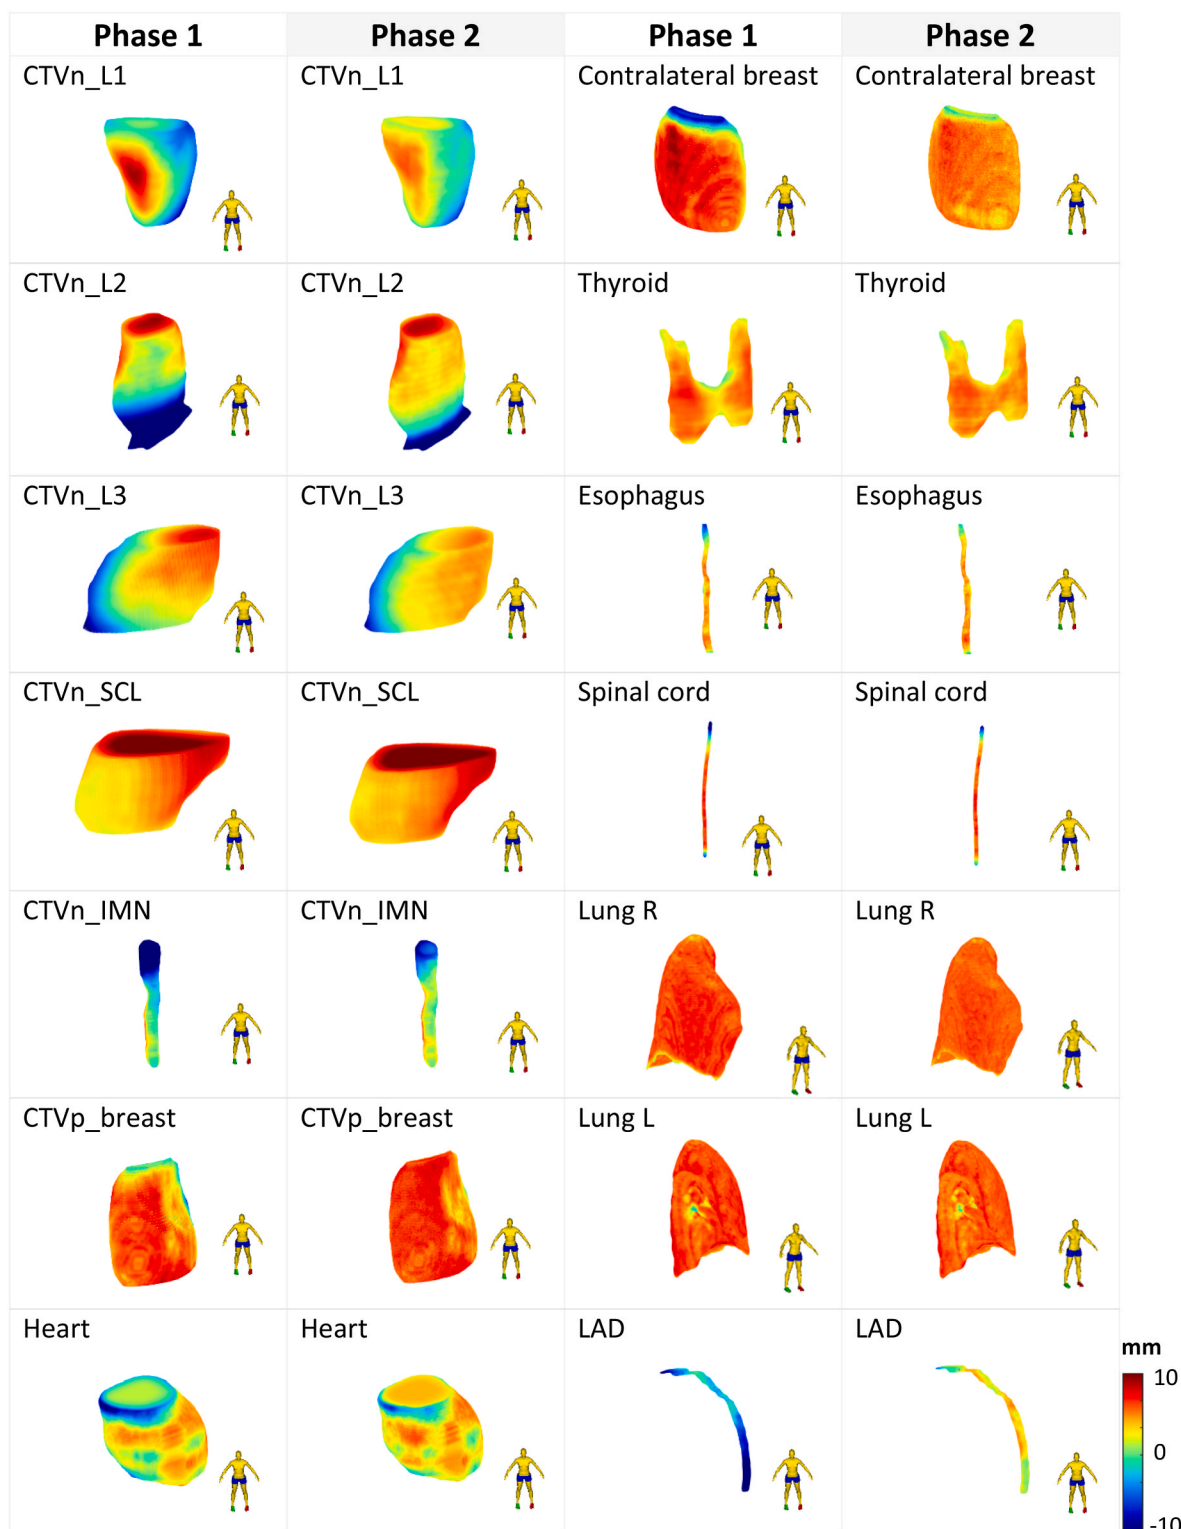 Phase 1 Phase 2 Phase 1 Phase 2
CTVn_L1 CTVn_L1 Contralateral breast Contralateral breast
CTVn_L2 CTVn_L2 Thyroid Thyroid
CTVn_L3 CTVn_L3 Esophagus Esophagus
CTVn_SCL CTVn_SCL Spinal cord Spinal cord
CTVn_IMN CTVn_IMN Lung R Lung R
CTVp_breast CTVp_breast Lung L Lung L
Heart Heart LAD LAD
mm
10
0
-10